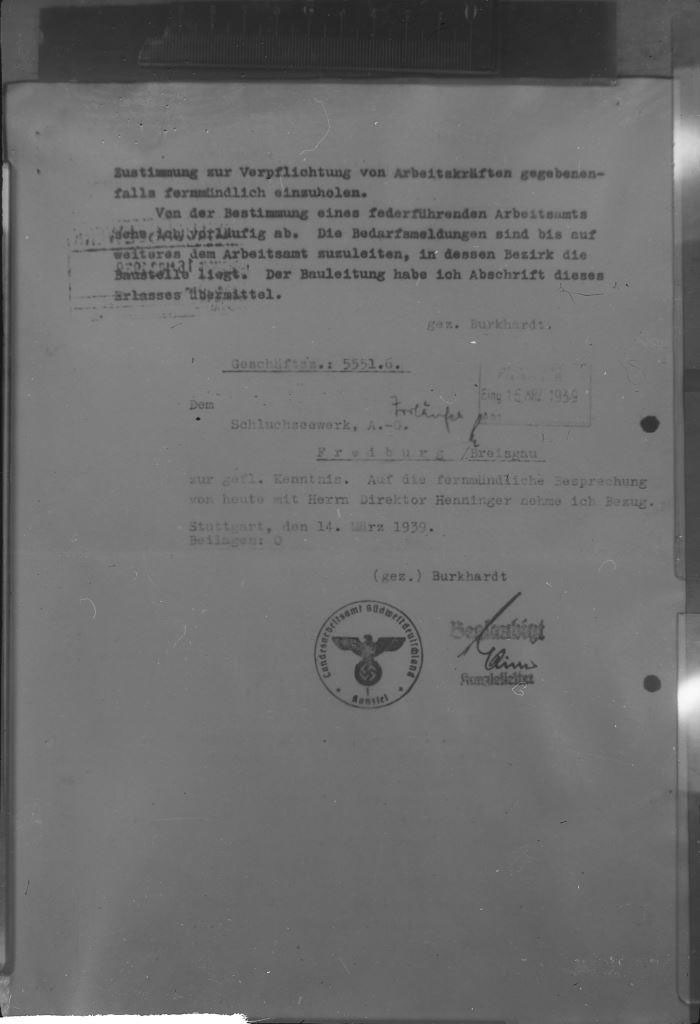 Zustimmung zur Verpflichtung von Arbeitskräften gegebenen-
falls fernmündlich einzuholen.
Von der Bestimmung eines federführenden Arbeitsamts
sehe ich vorläufig ab. Die Bedarfsmeldungen sind bis auf
weiteres dem Arbeitsamt zuzuleiten, in dessen Bezirk die
Baustelle liegt. Der Bauleitung habe ich Abschrift dieses
Erlasses übermittel.
gez. Burkhardt.
Geschäftsz.: 5551.6.
Eing 15 MRZ 1939
Dem
Schluchseewerk, A.-G.
Freiburg /Breisgau
zur gefl. Kenntnis. Auf die fernmündliche Besprechung
von heute mit Herrn Direktor Henninger nehme ich Bezug.
Stuttgart, den 14. März 1939.
Beilagen: 0
(gez.) Burkhardt
Landesarbeitsamt Südwestdeutschland
Kanzlei
Beglaubigt
Kanzleileiter